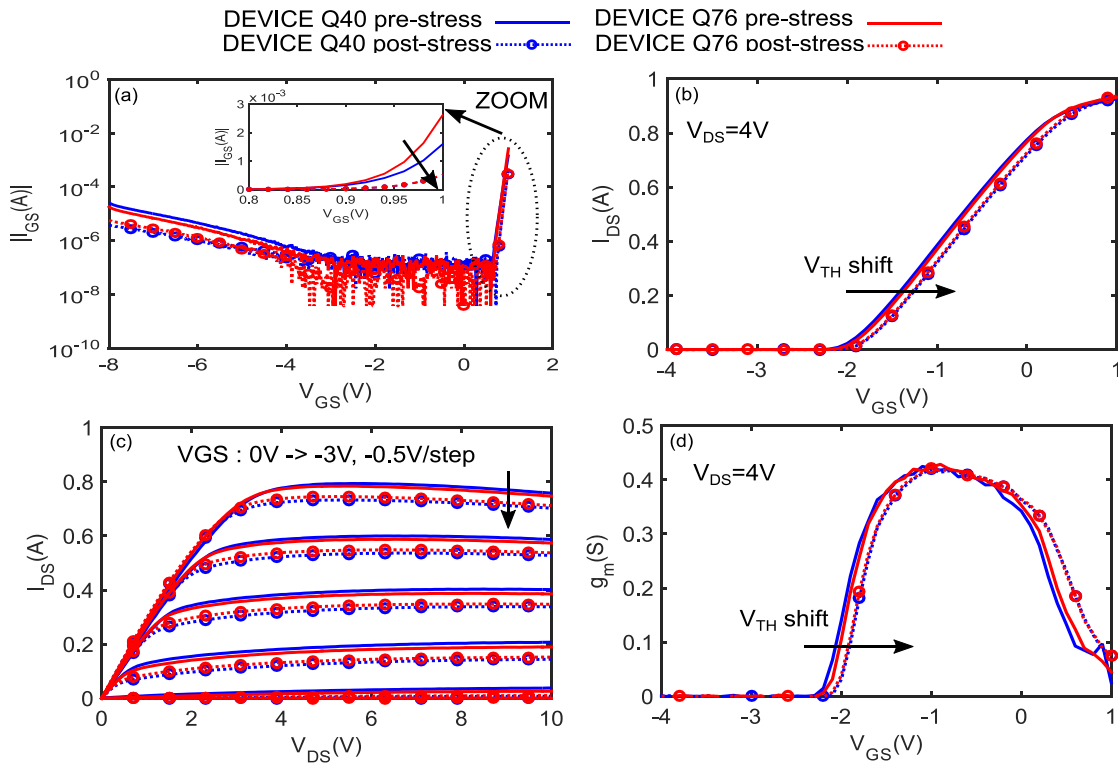 DEVICE Q40 pre-stress
DEVICE Q76 pre-stress
DEVICE Q40 post-stress
DEVICE Q76 post-stress
(a)
ZOOM
10^0
10^-2
10^-4
10^-6
10^-8
10^-10
||I_GS(A)||
-8
-6
-4
-2
0
2
V_GS(V)
× 10^-3
3
2
1
0
||I_GS(A)||
0.8
0.85
0.9
0.95
1
V_GS(V)
(b)
V_DS=4V
V_TH shift
1
0.8
0.6
0.4
0.2
0
I_DS(A)
-4
-3
-2
-1
0
1
V_GS(V)
(c)
VGS : 0V -> -3V, -0.5V/step
1
0.8
0.6
0.4
0.2
0
I_DS(A)
0
2
4
6
8
10
V_DS(V)
(d)
V_DS=4V
V_TH shift
0.5
0.4
0.3
0.2
0.1
0
g_m(S)
-4
-3
-2
-1
0
1
V_GS(V)